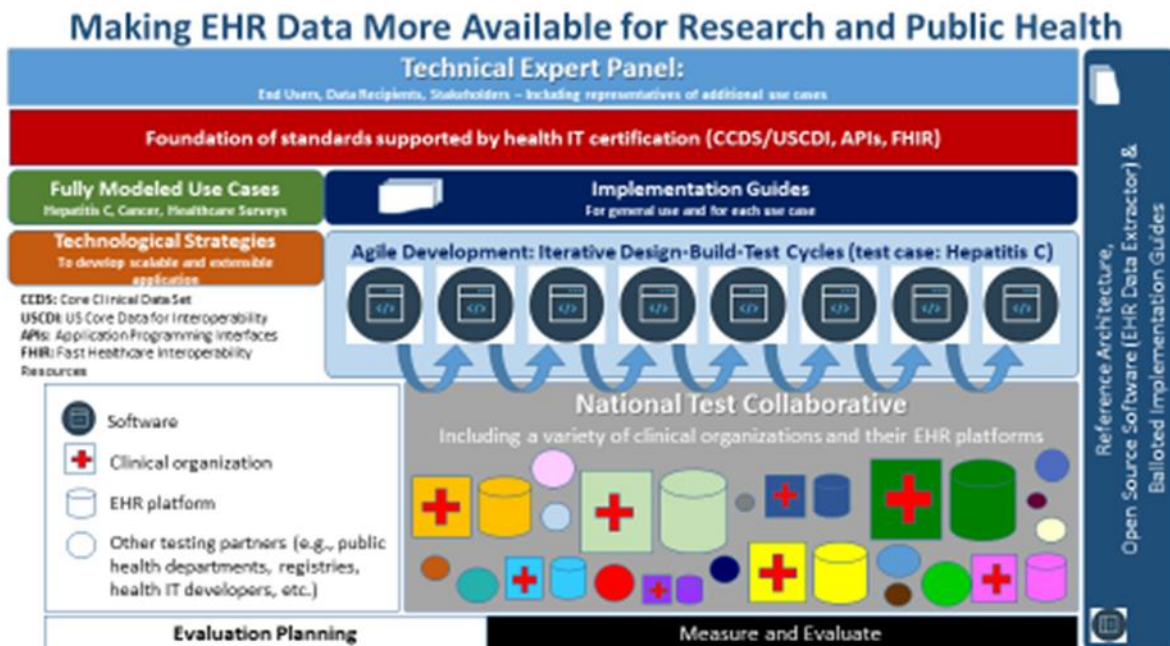 Making EHR Data More Available for Research and Public Health
Technical Expert Panel:
End Users, Data Recipients, Stakeholders – Including representatives of additional use cases
Foundation of standards supported by health IT certification (CCDS/USCDI, APIs, FHIR)
Fully Modeled Use Cases
Hepatitis C, Cancer, Healthcare Surveys
Implementation Guides
For general use and for each use case
Technological Strategies
To develop scalable and extensible
application
Agile Development: Iterative Design-Build-Test Cycles (test case: Hepatitis C)
CCDS: Core Clinical Data Set
USCDI: US Core Data for Interoperability
APIs: Application Programming Interfaces
FHIR: Fast Healthcare Interoperability
Resources
Software
Clinical organization
EHR platform
Other testing partners (e.g., public
health departments, registries,
health IT developers, etc.)
National Test Collaborative
Including a variety of clinical organizations and their EHR platforms
Evaluation Planning
Measure and Evaluate
Reference Architecture,
Open Source Software (EHR Data Extractor) &
Balloted Implementation Guides